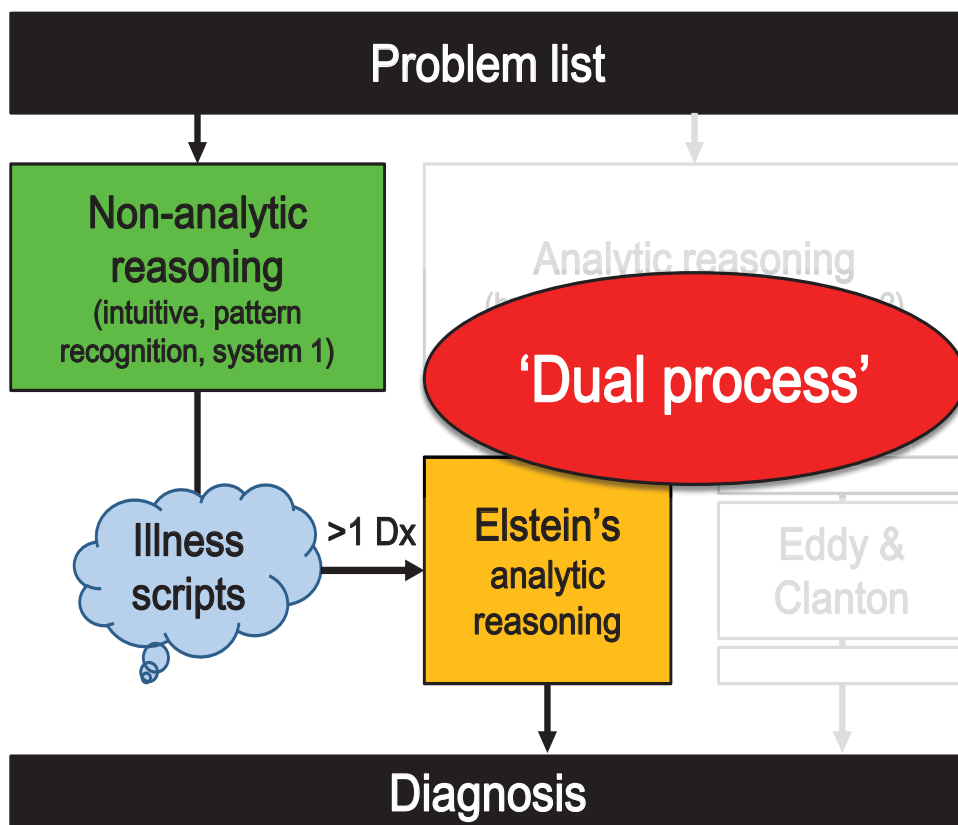 Problem list
Non-analytic
reasoning
(intuitive, pattern
recognition, system 1)
Analytic reasoning
‘Dual process’
Illness
scripts
>1 Dx
Elstein’s
analytic
reasoning
Eddy &
Clanton
Diagnosis